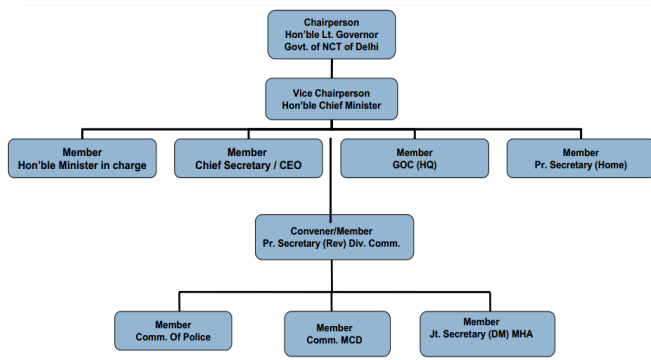 Chairperson
Hon'ble Lt. Governor
Govt. of NCT of Delhi
Vice Chairperson
Hon'ble Chief Minister
Member
Hon'ble Minister in charge
Member
Chief Secretary / CEO
Member
GOC (HQ)
Member
Pr. Secretary (Home)
Convener/Member
Pr. Secretary (Rev) Div. Comm.
Member
Comm. Of Police
Member
Comm. MCD
Member
Jt. Secretary (DM) MHA